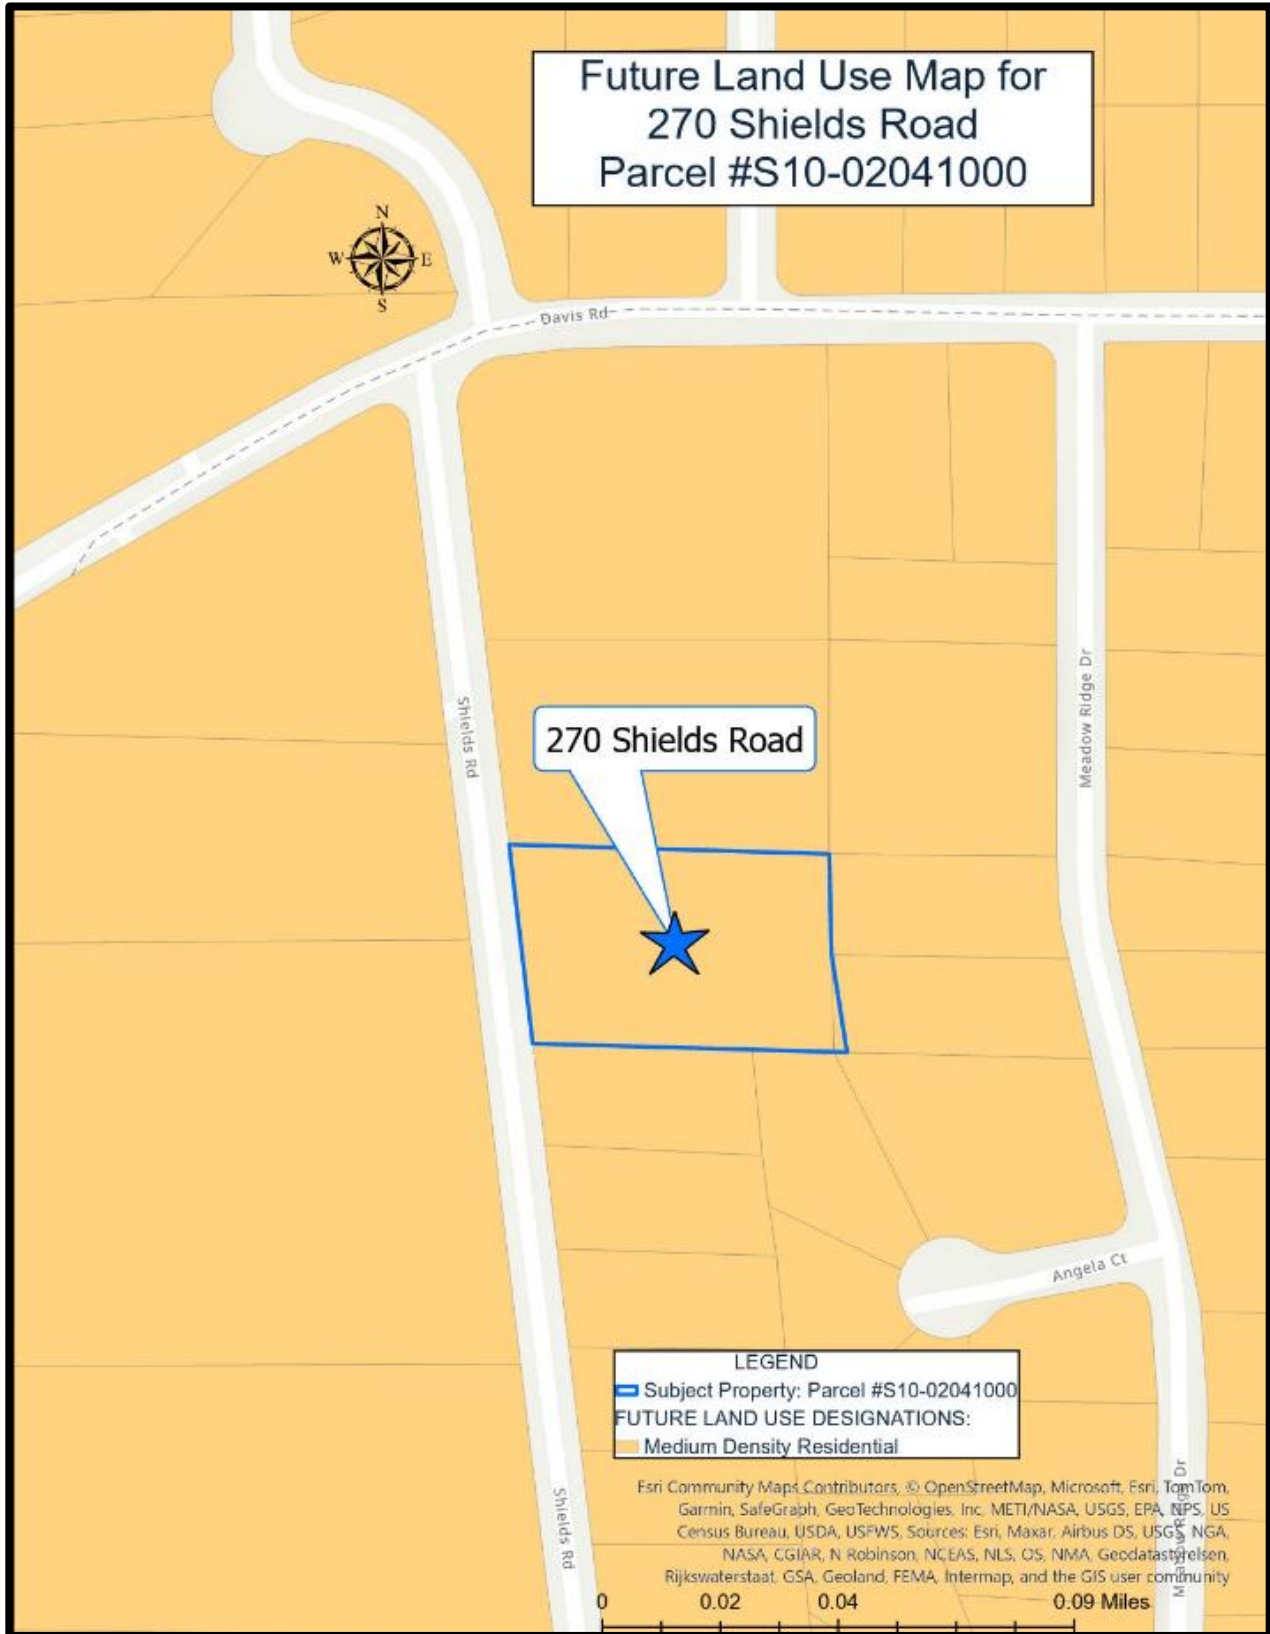 Future Land Use Map for
270 Shields Road
Parcel #S10-02041000
N
W E
S
Davis Rd
Shields Rd
Meadow Ridge Dr
270 Shields Road
Angela Ct
LEGEND
Subject Property: Parcel #S10-02041000
FUTURE LAND USE DESIGNATIONS:
Medium Density Residential
Shields Rd
Meadow Ridge Dr
Esri Community Maps Contributors, © OpenStreetMap, Microsoft, Esri, TomTom,
Garmin, SafeGraph, GeoTechnologies, Inc, METI/NASA, USGS, EPA, NPS, US
Census Bureau, USDA, USFWS, Sources: Esri, Maxar, Airbus DS, USGS, NGA,
NASA, CGIAR, N Robinson, NCEAS, NLS, OS, NMA, Geodatastyrelsen,
Rijkswaterstaat, GSA, Geoland, FEMA, Intermap, and the GIS user community
0 0.02 0.04 0.09 Miles